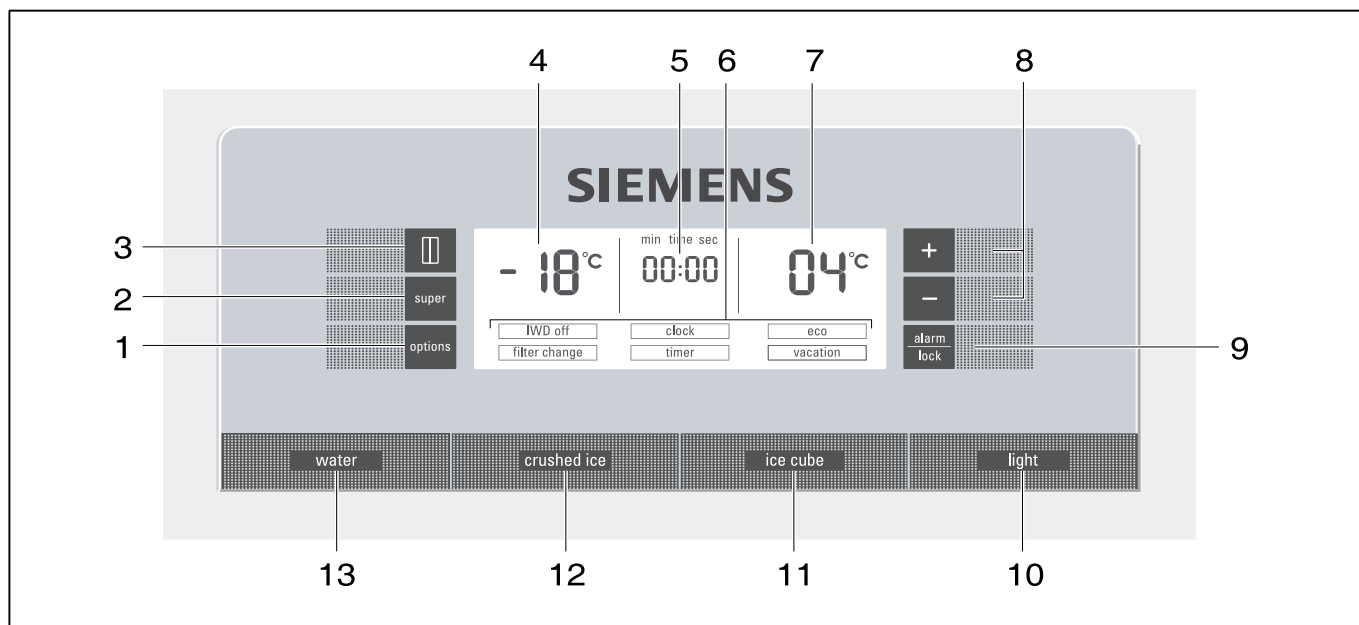 4 5 6 7 8
SIEMENS
3
min time sec
-18°C 00:00 04°C
+
2 super
−
1 options
IWD off clock eco
filter change timer vacation
alarm
lock
9
water crushed ice ice cube light
13 12 11 10